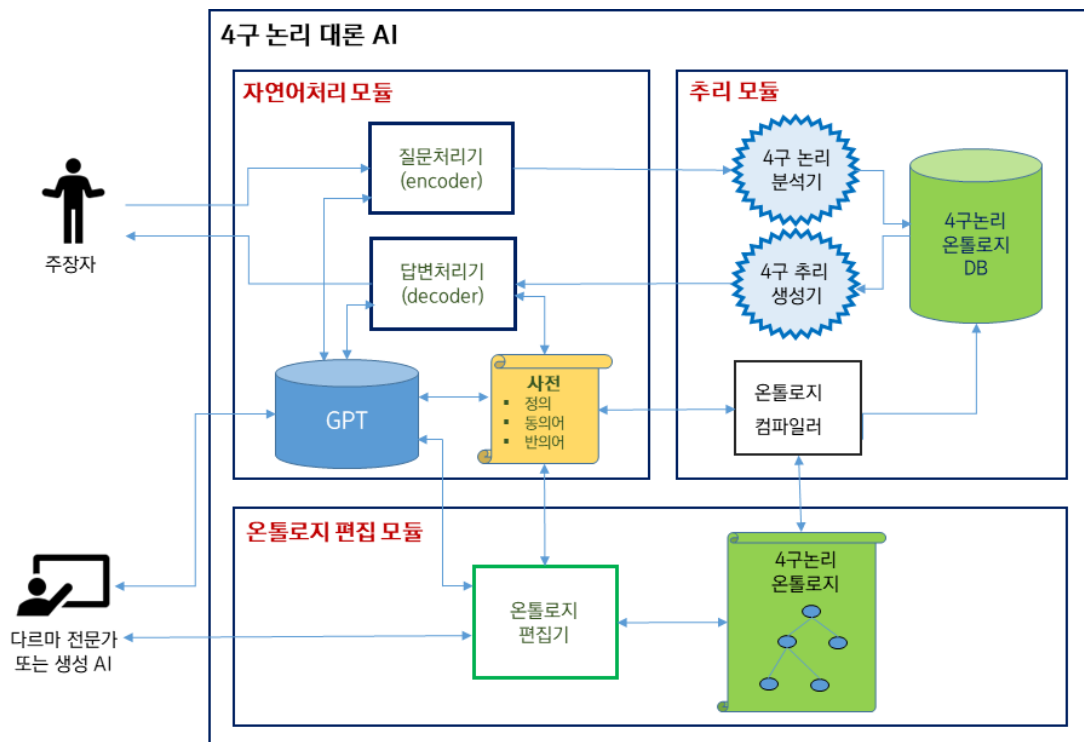 4구 논리 대론 AI
자연어처리 모듈
추리 모듈
질문처리기
(encoder)
4구 논리
분석기
4구논리
온톨로지
DB
주장자
답변처리기
(decoder)
4구 추리
생성기
GPT
사전
▪ 정의
▪ 동의어
▪ 반의어
온톨로지
컴파일러
온톨로지 편집 모듈
4구논리
온톨로지
온톨로지
편집기
다르마 전문가
또는 생성 AI